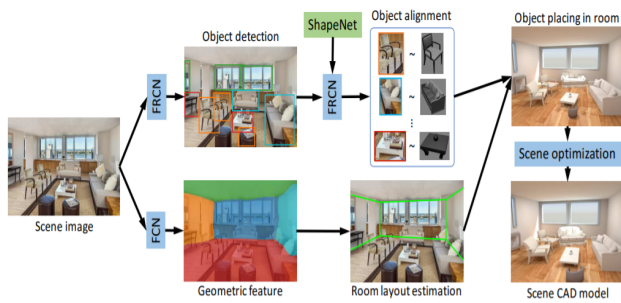 Object detection
ShapeNet
Object alignment
Object placing in room
FRCN
FRCN
~
~
⋮
~
Scene optimization
Scene image
FCN
Geometric feature
Room layout estimation
Scene CAD model